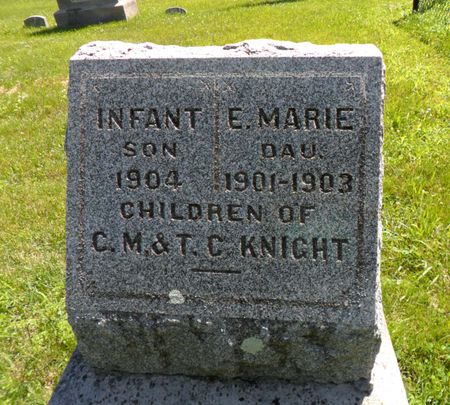 INFANT
SON
1904
E. MARIE
DAU.
1901-1903
CHILDREN OF
C. M. & T. C. KNIGHT